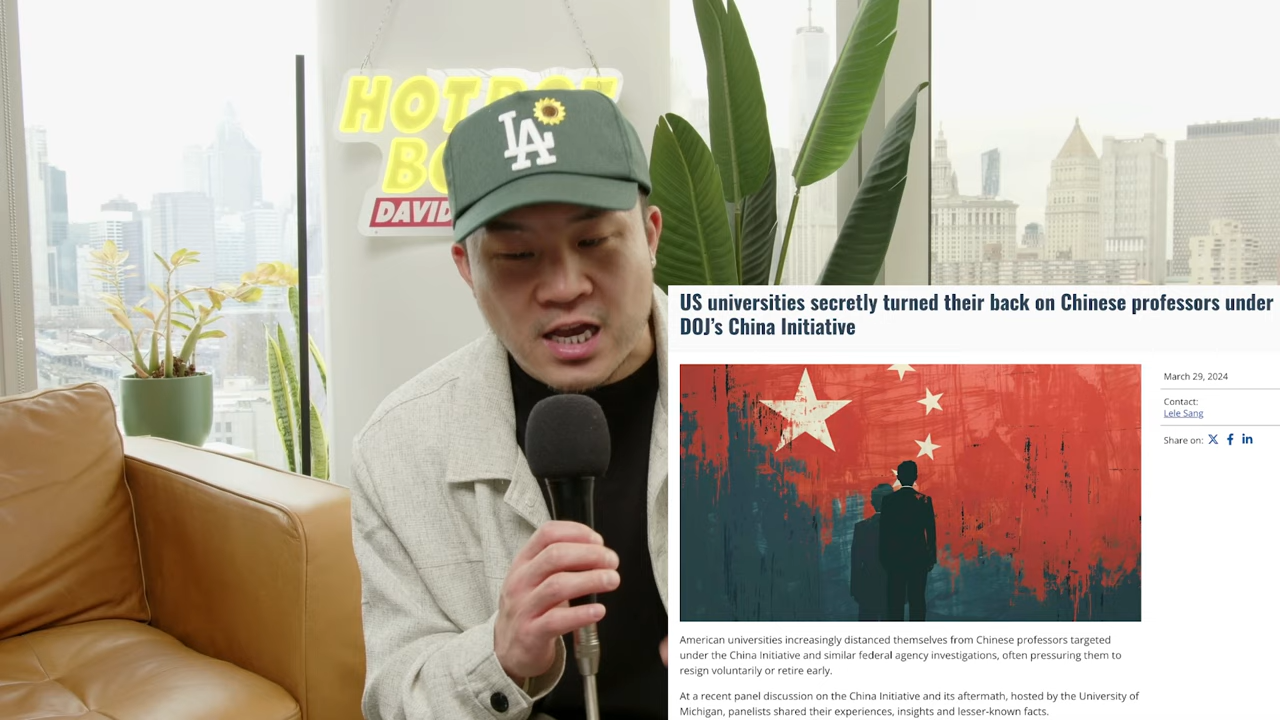 HOT
BO
DAVID
LA
US universities secretly turned their back on Chinese professors under
DOJ's China Initiative
March 29, 2024
Contact:
Lele Sang
Share on:
American universities increasingly distanced themselves from Chinese professors targeted
under the China Initiative and similar federal agency investigations, often pressuring them to
resign voluntarily or retire early.
At a recent panel discussion on the China Initiative and its aftermath, hosted by the University of
Michigan, panelists shared their experiences, insights and lesser-known facts.